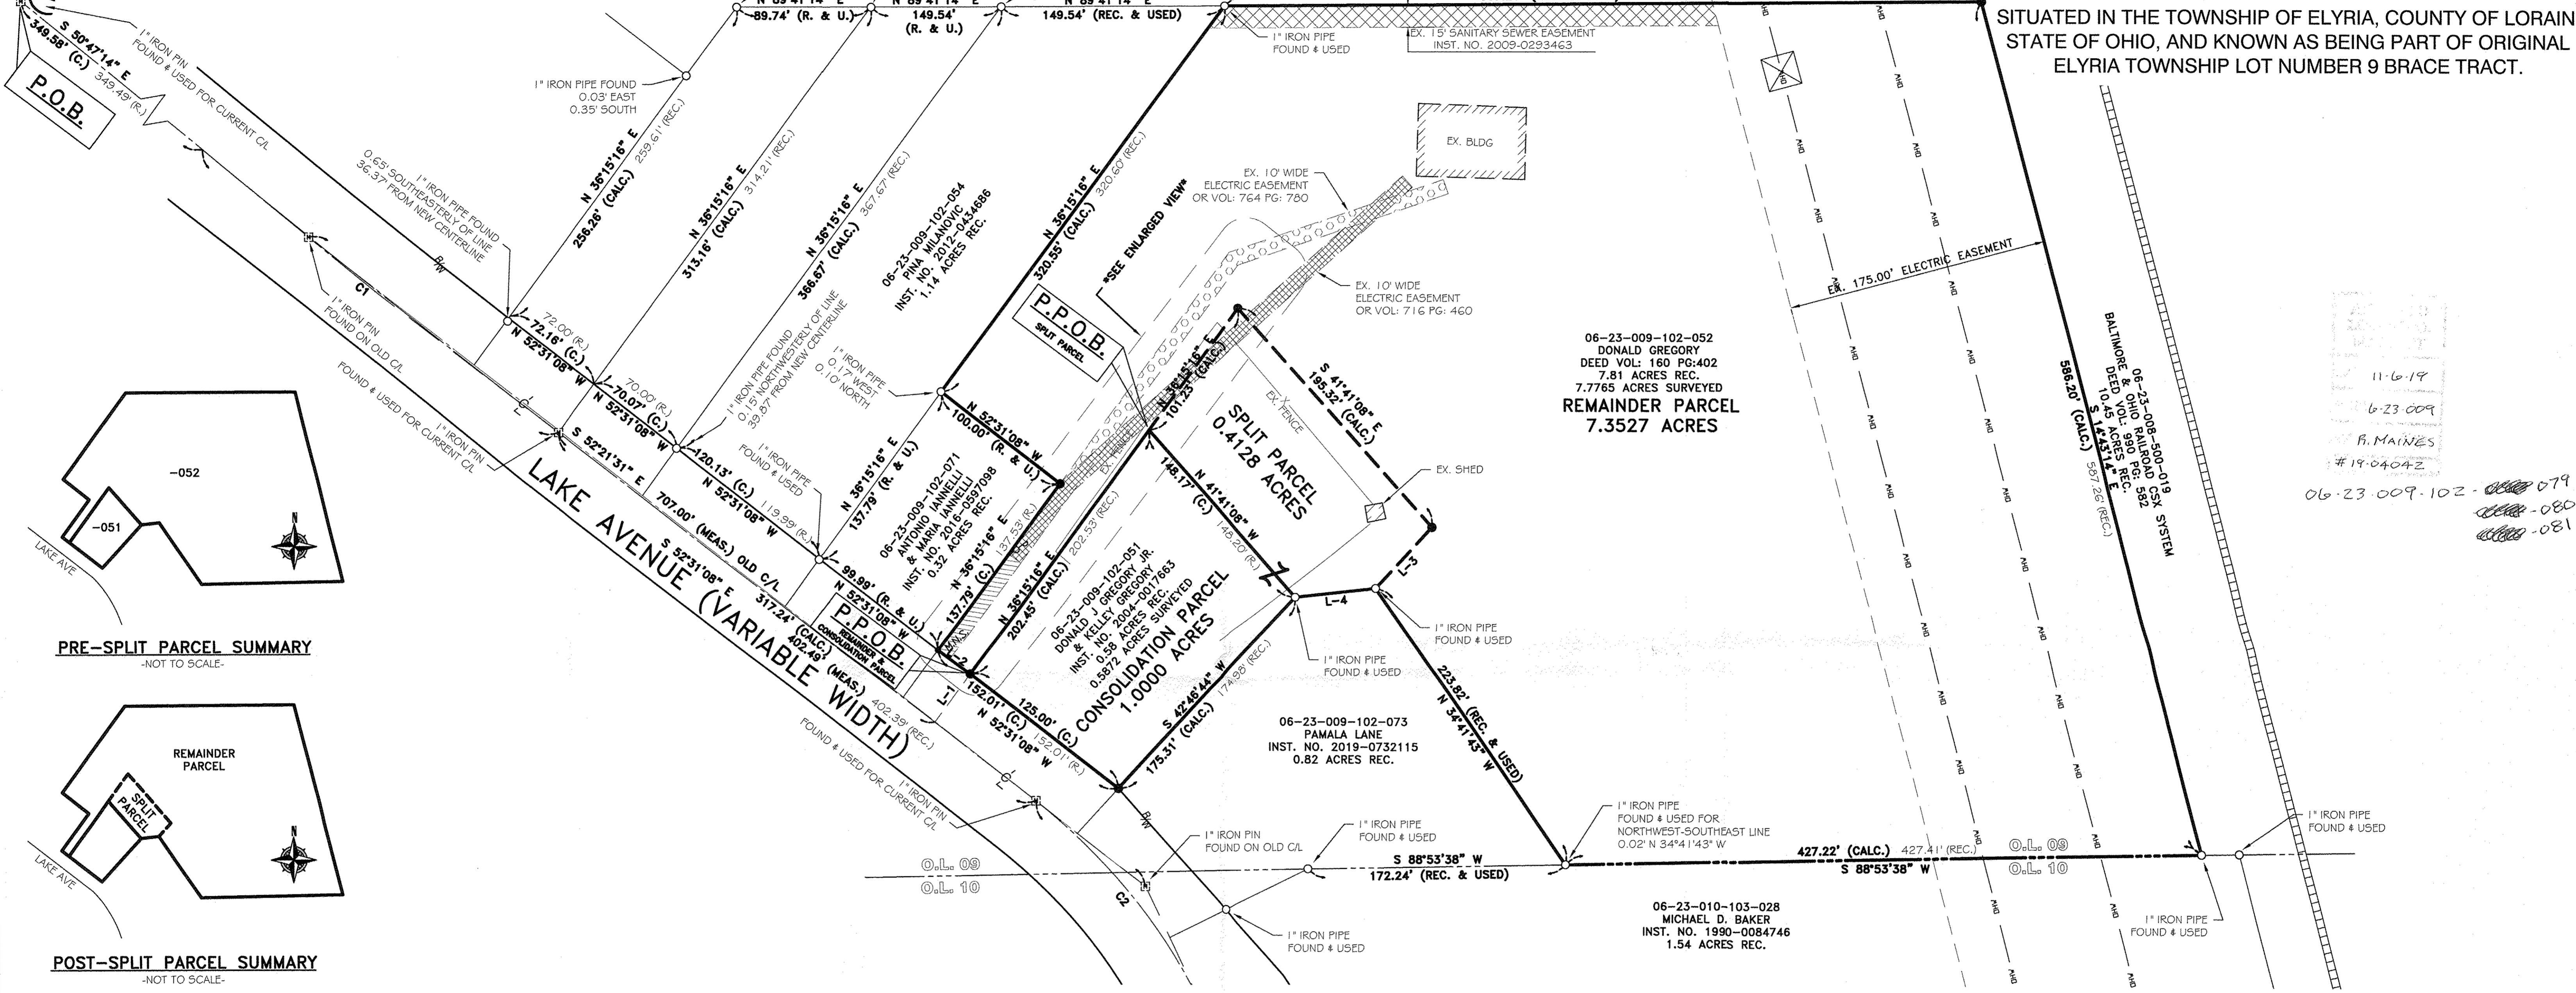 SITUATED IN THE TOWNSHIP OF ELYRIA, COUNTY OF LORAIN
STATE OF OHIO, AND KNOWN AS BEING PART OF ORIGINAL
ELYRIA TOWNSHIP LOT NUMBER 9 BRACE TRACT.
N 89°41'14" E
89.74' (R. & U.)
N 89°41'14" E
149.54'
(R. & U.)
N 89°41'14" E
149.54' (REC. & USED)
1" IRON PIPE
FOUND & USED
EX. 15' SANITARY SEWER EASEMENT
INST. NO. 2009-0293463
S 50°47'14" E
349.58' (C.) 349.49' (R.)
P.O.B.
1" IRON PIN
FOUND & USED FOR CURRENT C/L
1" IRON PIPE FOUND
0.03' EAST
0.35' SOUTH
1" IRON PIPE FOUND
0.65' SOUTHEASTERLY OF LINE
36.37' FROM NEW CENTERLINE
N 36°15'16" E
256.26' (CALC.) 259.61' (REC.)
N 36°15'16" E
313.16' (CALC.) 314.21' (REC.)
N 36°15'16" E
366.67' (CALC.) 367.67' (REC.)
06-23-009-102-054
PINA MILANOVIC
INST. NO. 2012-0434686
1.14 ACRES REC.
N 36°15'16" E
320.55' (CALC.) 320.60' (REC.)
*SEE ENLARGED VIEW*
EX. 10' WIDE
ELECTRIC EASEMENT
OR VOL: 764 PG: 780
EX. BLDG
EX. 10' WIDE
ELECTRIC EASEMENT
OR VOL: 716 PG: 460
EX. 175.00' ELECTRIC EASEMENT
OHW
586.20' (CALC.)
S 14°43'14" E
587.26' (REC.)
06-23-008-500-019
BALTIMORE & OHIO RAILROAD CSX SYSTEM
DEED VOL: 990 PG: 582
10.45 ACRES REC.
11-6-19
6-23-009
R. MAINES
# 19-04042
06-23-009-102- 079
-080
-081
06-23-009-102-052
DONALD GREGORY
DEED VOL: 160 PG:402
7.81 ACRES REC.
7.7765 ACRES SURVEYED
REMAINDER PARCEL
7.3527 ACRES
R/W
C1
1" IRON PIN
FOUND ON OLD C/L
72.00' (R.)
72.16' (C.)
N 52°31'08" W
70.00' (R.)
70.07' (C.)
N 52°31'08" W
1" IRON PIPE FOUND
0.15' NORTHWESTERLY OF LINE
39.87' FROM NEW CENTERLINE
1" IRON PIPE
0.17' WEST
0.10' NORTH
1" IRON PIN
FOUND & USED FOR CURRENT C/L
120.13' (C.) 119.99' (R.)
N 52°31'08" W
1" IRON PIPE
FOUND & USED
N 36°15'16" E
137.79' (R. & U.)
N 52°31'08" W
100.00' (R. & U.)
P.P.O.B.
SPLIT PARCEL
N 36°15'16" E
101.23' (CALC.)
EX. FENCE
S 41°41'08" E
195.32' (CALC.)
EX. FENCE
SPLIT PARCEL
0.4128 ACRES
EX. SHED
N 41°41'08" W
148.17' (C.) 148.20' (R.)
L-3
L-4
06-23-009-102-071
ANTONIO IANNELLI
& MARIA IANNELLI
INST. NO. 2016-0597098
0.32 ACRES REC.
N 36°15'16" E
137.79' (C.) 137.53' (R.)
N 36°15'16" E
202.45' (CALC.) 202.53' (REC.)
06-23-009-102-051
DONALD J GREGORY JR.
& KELLEY GREGORY
INST. NO. 2004-0017663
0.58 ACRES REC.
0.5872 ACRES SURVEYED
CONSOLIDATION PARCEL
1.0000 ACRES
99.99' (R. & U.)
N 52°31'08" W
P.P.O.B.
REMAINDER &
CONSOLIDATION PARCEL
L-2
L-1
152.01' (C.)
125.00' (C.)
152.01' (R.)
N 52°31'08" W
S 42°46'44" W
175.31' (CALC.) 174.98' (REC.)
S 52°21'31" E 707.00' (MEAS.) OLD C/L
S 52°31'08" E
317.24' (CALC.)
402.49' (MEAS.) 402.39' (REC.)
LAKE AVENUE (VARIABLE WIDTH)
1" IRON PIN
FOUND & USED FOR CURRENT C/L
1" IRON PIPE
FOUND & USED
1" IRON PIPE
FOUND & USED
06-23-009-102-073
PAMALA LANE
INST. NO. 2019-0732115
0.82 ACRES REC.
223.82' (REC. & USED)
N 34°41'43" W
1" IRON PIPE
FOUND & USED FOR
NORTHWEST-SOUTHEAST LINE
0.02' N 34°41'43" W
1" IRON PIPE
FOUND & USED
R/W
1" IRON PIN
FOUND ON OLD C/L
1" IRON PIPE
FOUND & USED
O.L. 09
O.L. 10
S 88°53'38" W
172.24' (REC. & USED)
427.22' (CALC.) 427.41' (REC.)
S 88°53'38" W
O.L. 09
O.L. 10
C2
1" IRON PIPE
FOUND & USED
06-23-010-103-028
MICHAEL D. BAKER
INST. NO. 1990-0084746
1.54 ACRES REC.
1" IRON PIPE
FOUND & USED
-052
-051
LAKE AVE
N
PRE-SPLIT PARCEL SUMMARY
-NOT TO SCALE-
REMAINDER
PARCEL
SPLIT
PARCEL
LAKE AVE
N
POST-SPLIT PARCEL SUMMARY
-NOT TO SCALE-